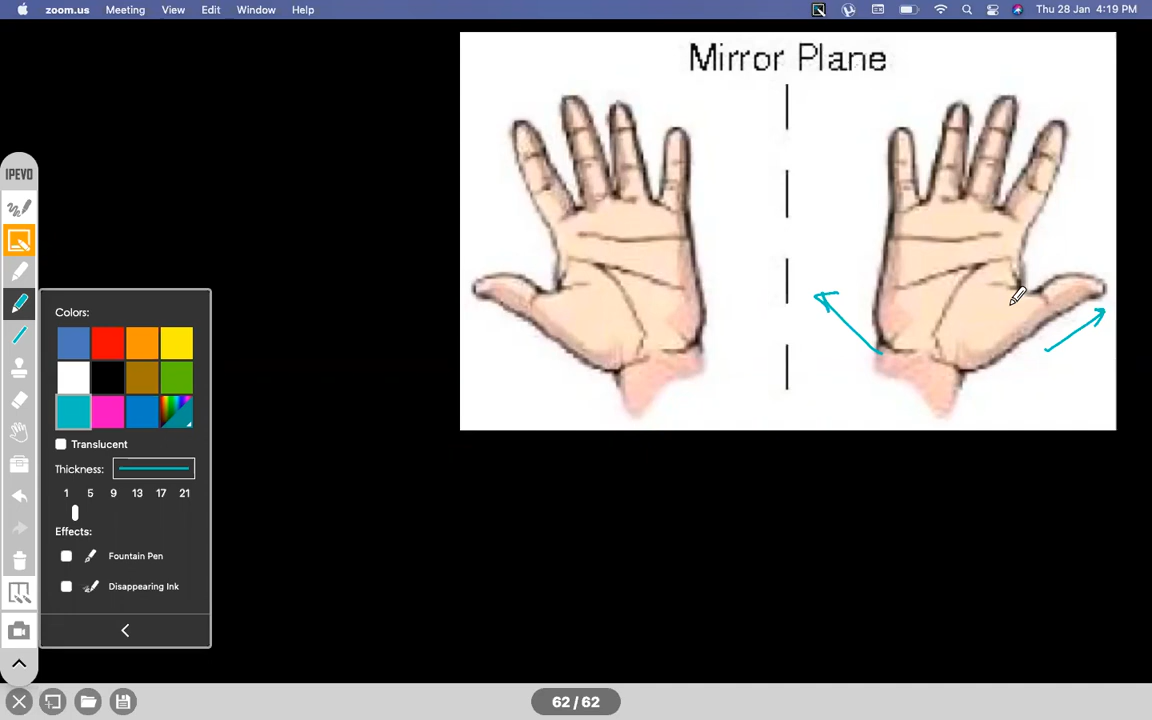 zoom.us Meeting View Edit Window Help Thu 28 Jan 4:19 PM
Mirror Plane
IPEVO
Colors:
Translucent
Thickness:
1 5 9 13 17 21
Effects:
Fountain Pen
Disappearing Ink
62 / 62